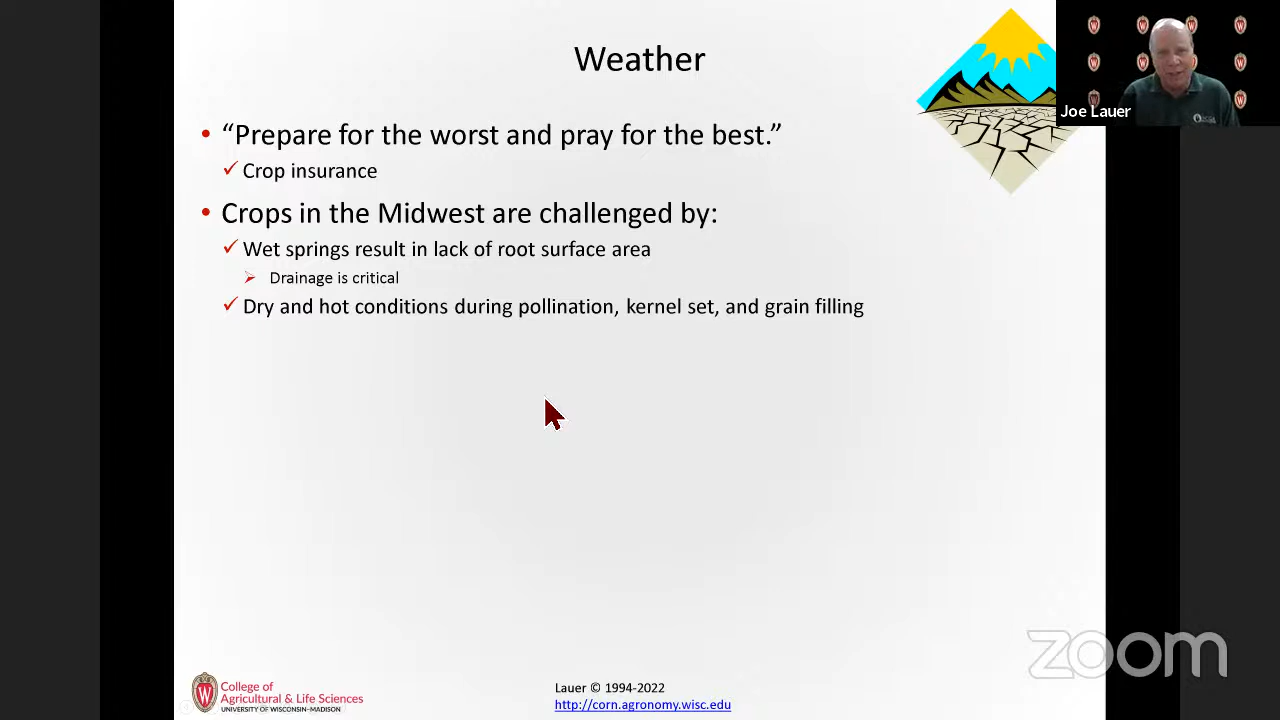 Weather
Joe Lauer
• “Prepare for the worst and pray for the best.”
✓ Crop insurance
• Crops in the Midwest are challenged by:
✓ Wet springs result in lack of root surface area
➢ Drainage is critical
✓ Dry and hot conditions during pollination, kernel set, and grain filling
zoom
College of
Agricultural & Life Sciences
UNIVERSITY OF WISCONSIN-MADISON
Lauer © 1994-2022
http://corn.agronomy.wisc.edu